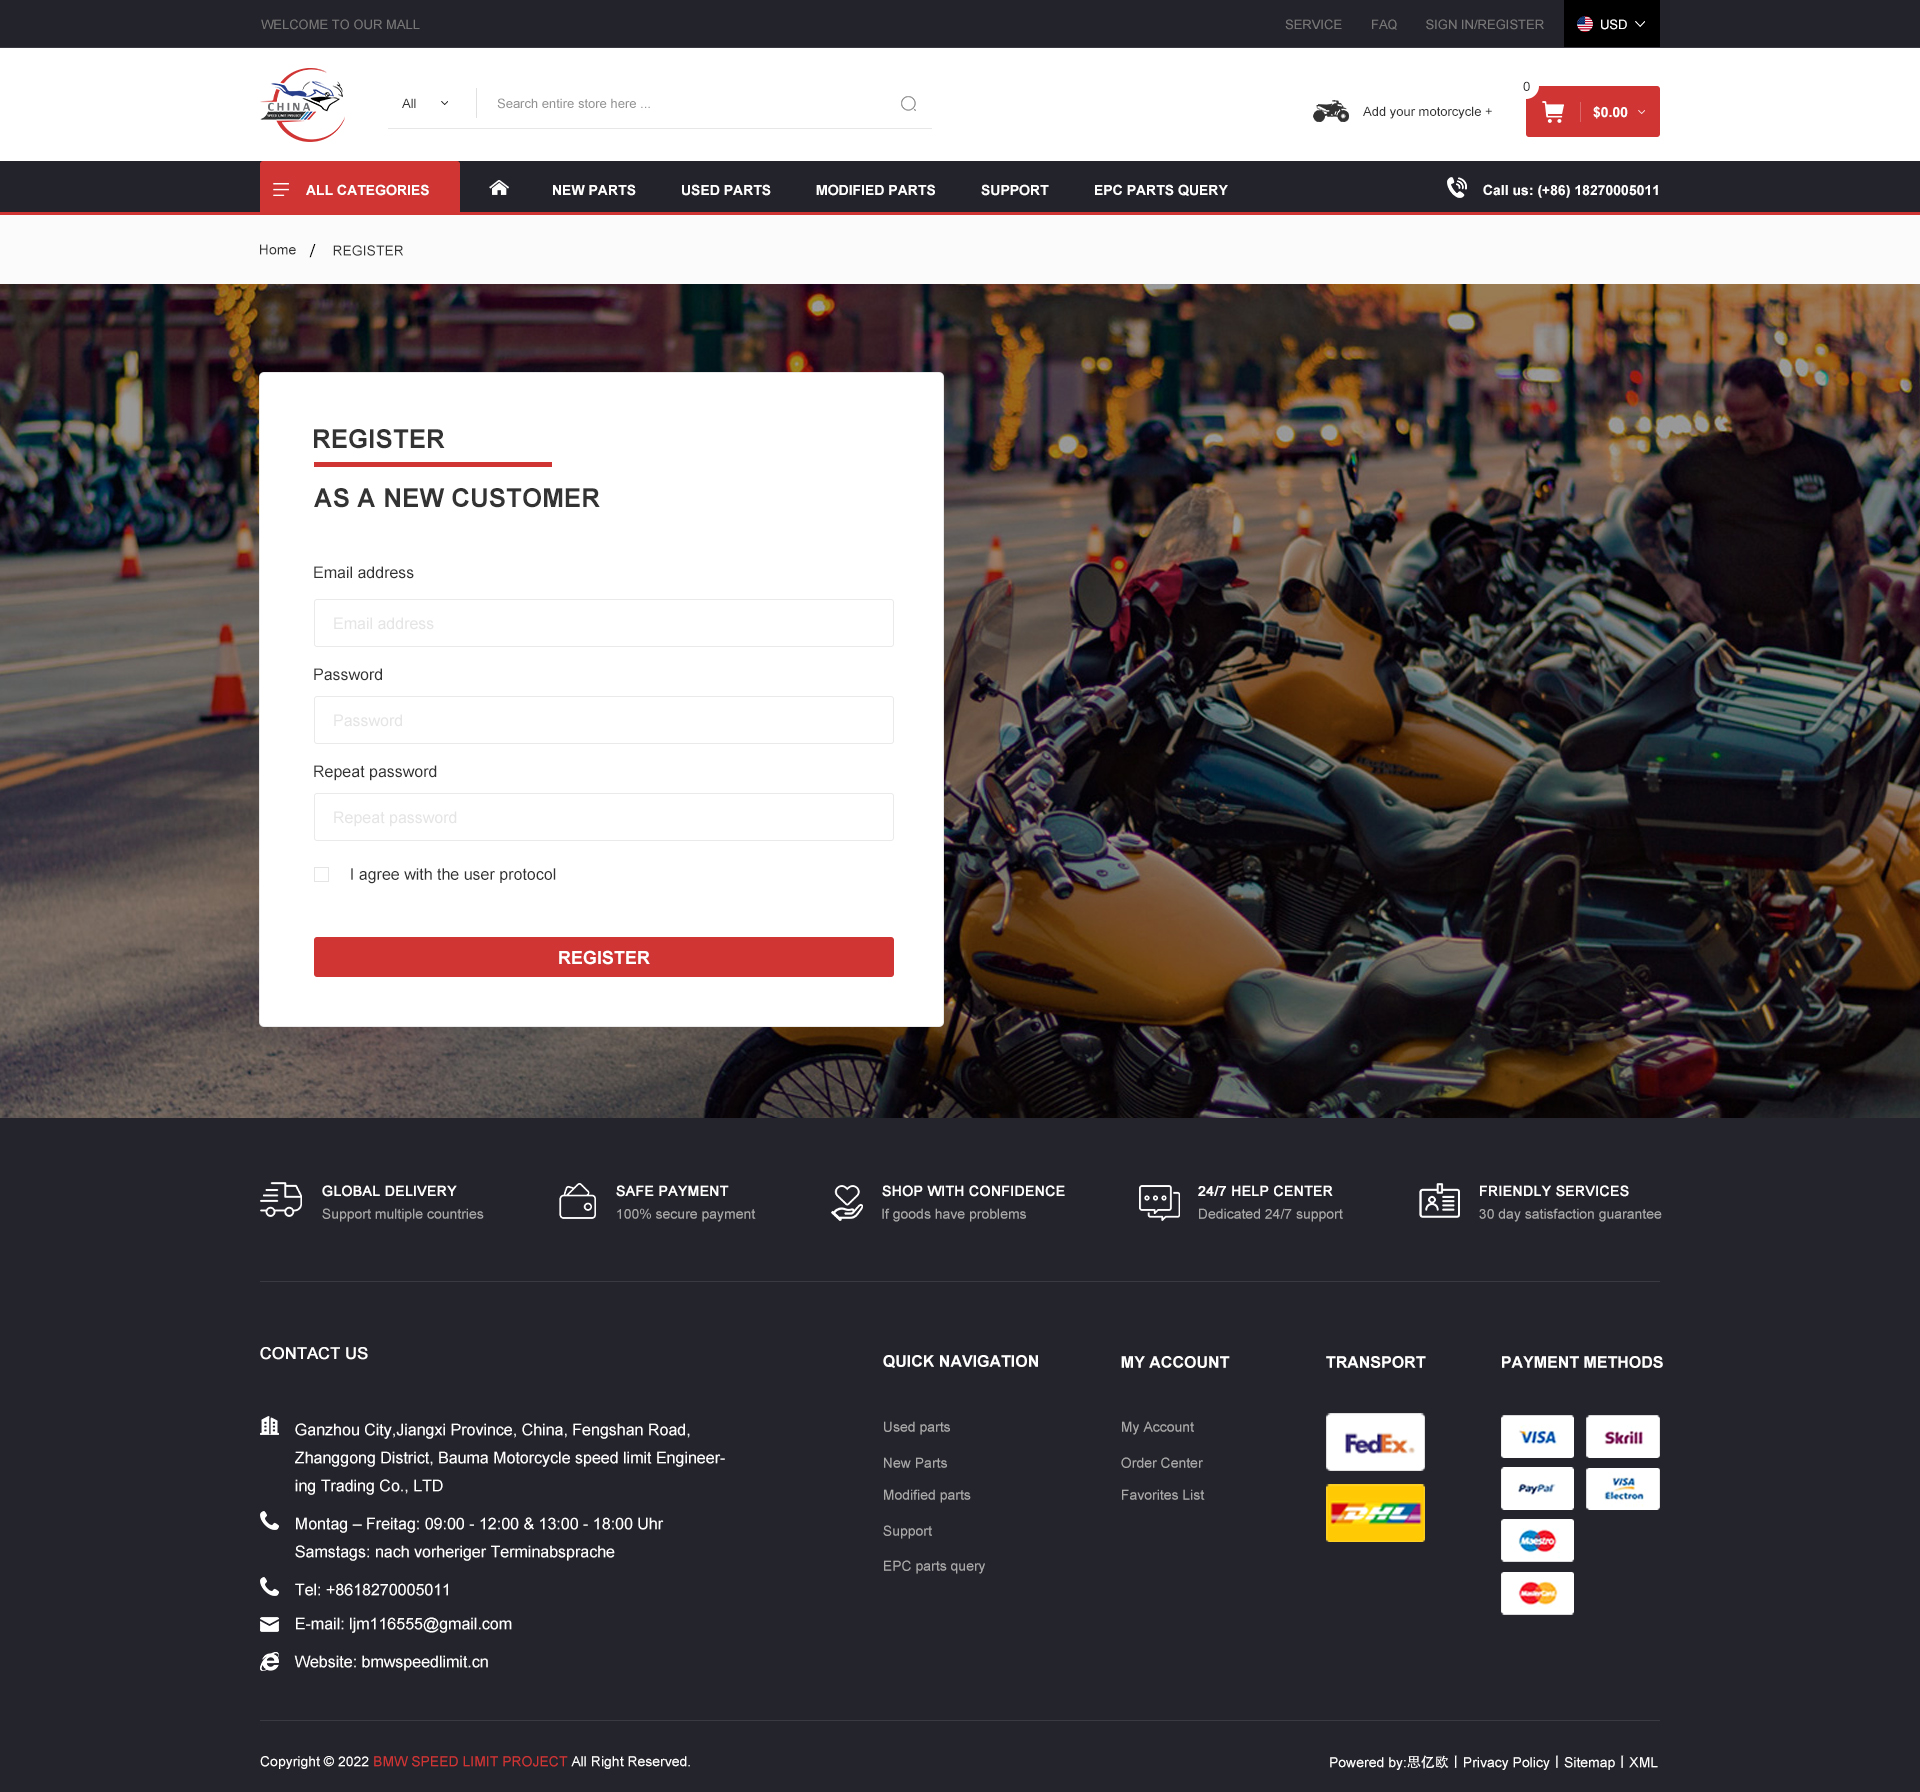 WELCOME TO OUR MALL
SERVICE FAQ SIGN IN/REGISTER USD
CHINA
SPEED LIMIT PROJECT
All
Search entire store here ...
Add your motorcycle +
0
$0.00
ALL CATEGORIES NEW PARTS USED PARTS MODIFIED PARTS SUPPORT EPC PARTS QUERY Call us: (+86) 18270005011
Home / REGISTER
REGISTER
AS A NEW CUSTOMER
Email address
Email address
Password
Password
Repeat password
Repeat password
I agree with the user protocol
REGISTER
GLOBAL DELIVERY
Support multiple countries
SAFE PAYMENT
100% secure payment
SHOP WITH CONFIDENCE
If goods have problems
24/7 HELP CENTER
Dedicated 24/7 support
FRIENDLY SERVICES
30 day satisfaction guarantee
CONTACT US
Ganzhou City,Jiangxi Province, China, Fengshan Road,
Zhanggong District, Bauma Motorcycle speed limit Engineer-
ing Trading Co., LTD
Montag – Freitag: 09:00 - 12:00 & 13:00 - 18:00 Uhr
Samstags: nach vorheriger Terminabsprache
Tel: +8618270005011
E-mail: ljm116555@gmail.com
Website: bmwspeedlimit.cn
QUICK NAVIGATION
Used parts
New Parts
Modified parts
Support
EPC parts query
MY ACCOUNT
My Account
Order Center
Favorites List
TRANSPORT
FedEx
DHL
PAYMENT METHODS
VISA
Skrill
PayPal
VISA
Electron
Maestro
MasterCard
Copyright © 2022 BMW SPEED LIMIT PROJECT All Right Reserved.
Powered by:思亿欧 | Privacy Policy | Sitemap | XML